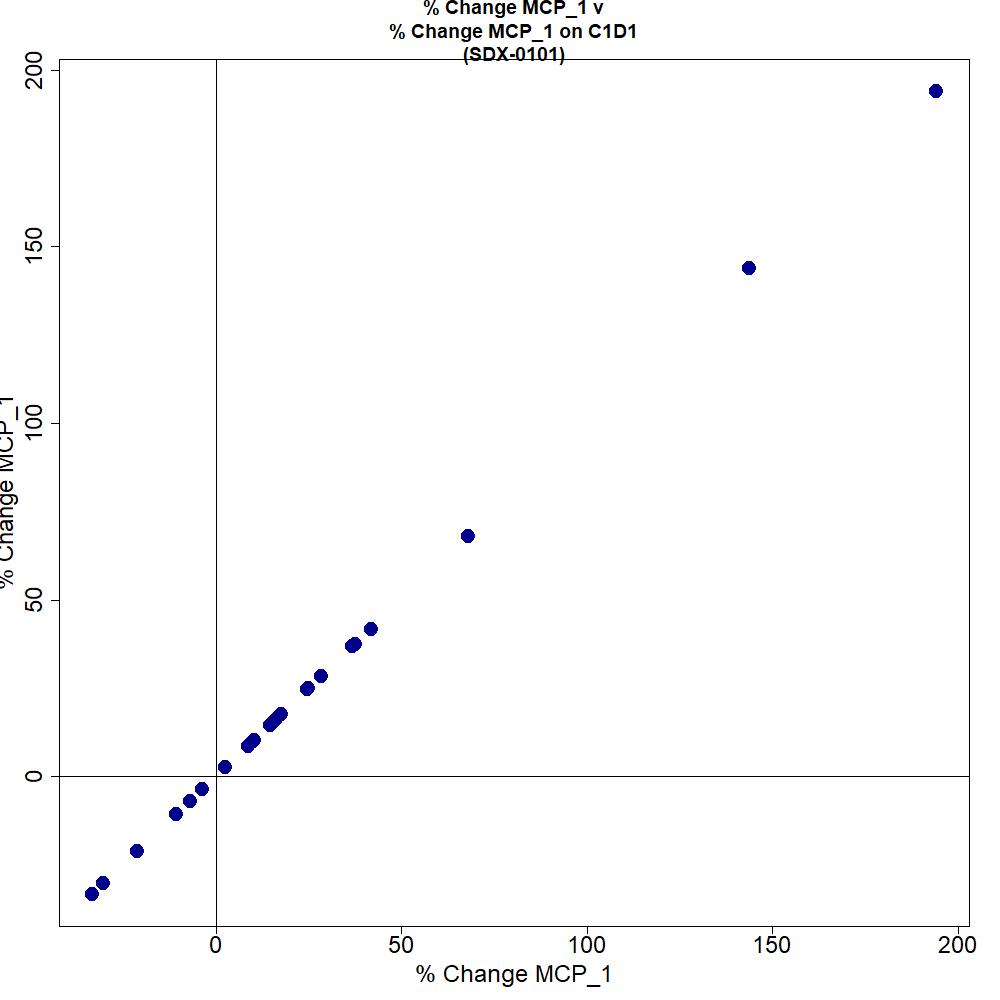 % Change MCP_1 v
% Change MCP_1 on C1D1
(SDX-0101)
% Change MCP_1
200
150
100
50
0
0 50 100 150 200
% Change MCP_1